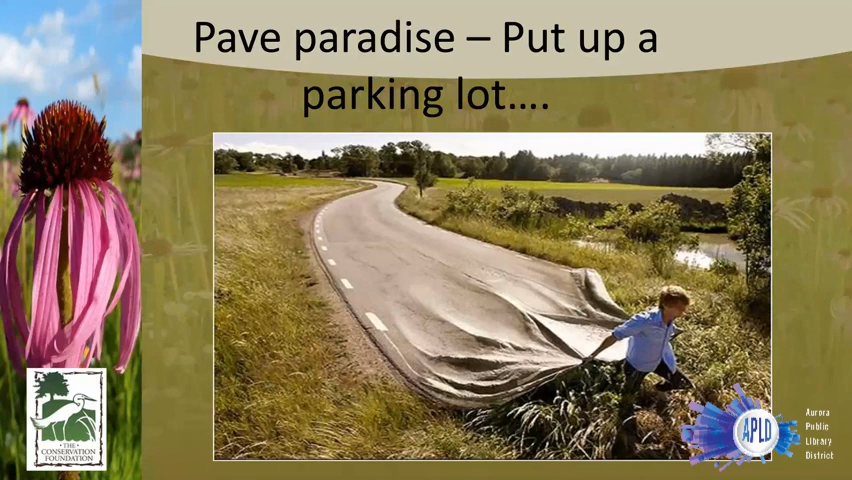 Pave paradise – Put up a
parking lot….
• THE •
CONSERVATION
FOUNDATION
APLD
Aurora
Public
Library
District